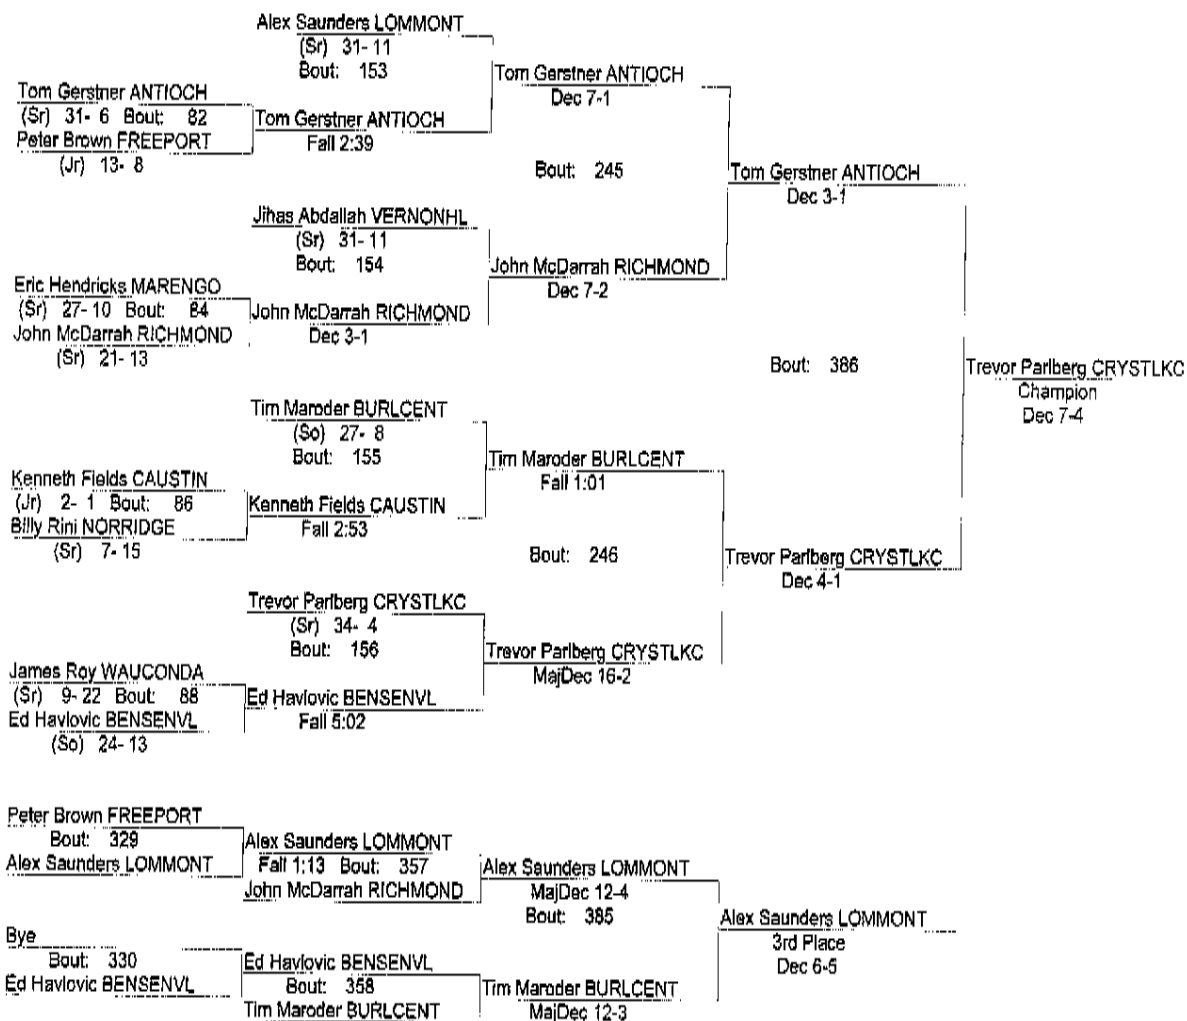 Alex Saunders LOMMONT
(Sr) 31- 11
Bout: 153
Tom Gerstner ANTIOCH
Dec 7-1
Tom Gerstner ANTIOCH
(Sr) 31- 6 Bout: 82
Tom Gerstner ANTIOCH
Peter Brown FREEPORT
Fall 2:39
(Jr) 13- 8
Bout: 245
Tom Gerstner ANTIOCH
Dec 3-1
Jihas Abdallah VERNONHL
(Sr) 31- 11
Bout: 154
John McDarrah RICHMOND
Dec 7-2
Eric Hendricks MARENGO
(Sr) 27- 10 Bout: 84
John McDarrah RICHMOND
John McDarrah RICHMOND
Dec 3-1
(Sr) 21- 13
Bout: 386
Trevor Parlberg CRYSTLKC
Champion
Dec 7-4
Tim Maroder BURLCENT
(So) 27- 8
Bout: 155
Tim Maroder BURLCENT
Fall 1:01
Kenneth Fields CAUSTIN
(Jr) 2- 1 Bout: 86
Kenneth Fields CAUSTIN
Billy Rini NORRIDGE
Fall 2:53
(Sr) 7- 15
Bout: 246
Trevor Parlberg CRYSTLKC
Dec 4-1
Trevor Parlberg CRYSTLKC
(Sr) 34- 4
Bout: 156
Trevor Parlberg CRYSTLKC
MajDec 16-2
James Roy WAUCONDA
(Sr) 9- 22 Bout: 88
Ed Havlovic BENSENVL
Ed Havlovic BENSENVL
Fall 5:02
(So) 24- 13
Peter Brown FREEPORT
Bout: 329
Alex Saunders LOMMONT
Alex Saunders LOMMONT
Fall 1:13 Bout: 357
John McDarrah RICHMOND
Alex Saunders LOMMONT
MajDec 12-4
Bout: 385
Alex Saunders LOMMONT
3rd Place
Dec 6-5
Bye
Bout: 330
Ed Havlovic BENSENVL
Ed Havlovic BENSENVL
Bout: 358
Tim Maroder BURLCENT
Tim Maroder BURLCENT
MajDec 12-3